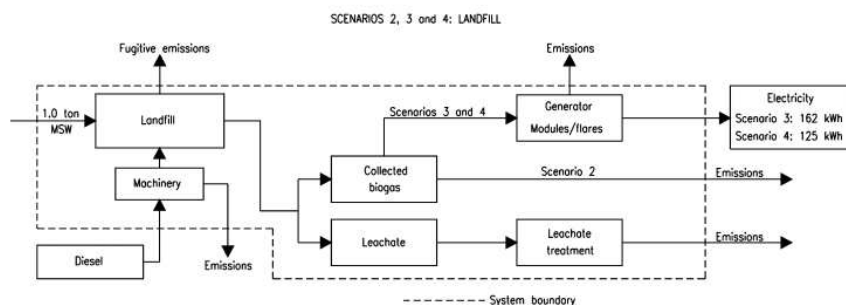 SCENARIOS 2, 3 and 4: LANDFILL
Fugitive emissions
Emissions
1.0 ton
MSW
Landfill
Scenarios 3 and 4
Generator
Modules/flares
Electricity
Scenario 3: 162 kWh
Scenario 4: 125 kWh
Machinery
Collected
biogas
Scenario 2
Emissions
Diesel
Emissions
Leachate
Leachate
treatment
Emissions
System boundary